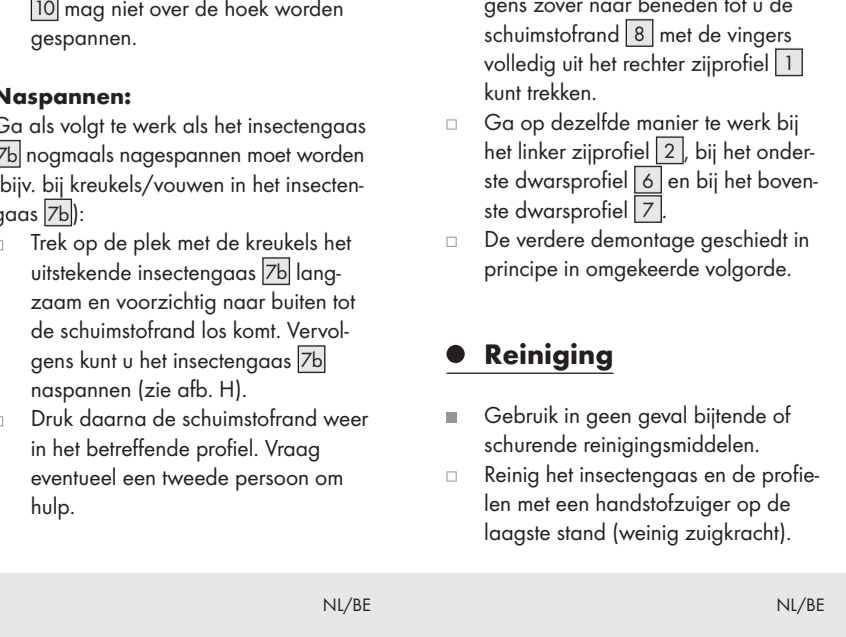 10 mag niet over de hoek worden
gespannen.
Naspannen:
Ga als volgt te werk als het insectengaas
7b nogmaals nagespannen moet worden
bijv. bij kreukels/vouwen in het insecten-
gaas 7b):
Trek op de plek met de kreukels het
uitstekende insectengaas 7b lang-
zaam en voorzichtig naar buiten tot
de schuimstofrand los komt. Vervol-
gens kunt u het insectengaas 7b
naspannen (zie afb. H).
Druk daarna de schuimstofrand weer
in het betreffende profiel. Vraag
eventueel een tweede persoon om
hulp.
NL/BE
gens zover naar beneden tot u de
schuimstofrand 8 met de vingers
volledig uit het rechter zijprofiel 1
kunt trekken.
Ga op dezelfde manier te werk bij
het linker zijprofiel 2, bij het onder-
ste dwarsprofiel 6 en bij het boven-
ste dwarsprofiel 7.
De verdere demontage geschiedt in
principe in omgekeerde volgorde.
● Reiniging
Gebruik in geen geval bijtende of
schurende reinigingsmiddelen.
Reinig het insectengaas en de profie-
len met een handstofzuiger op de
laagste stand (weinig zuigkracht).
NL/BE